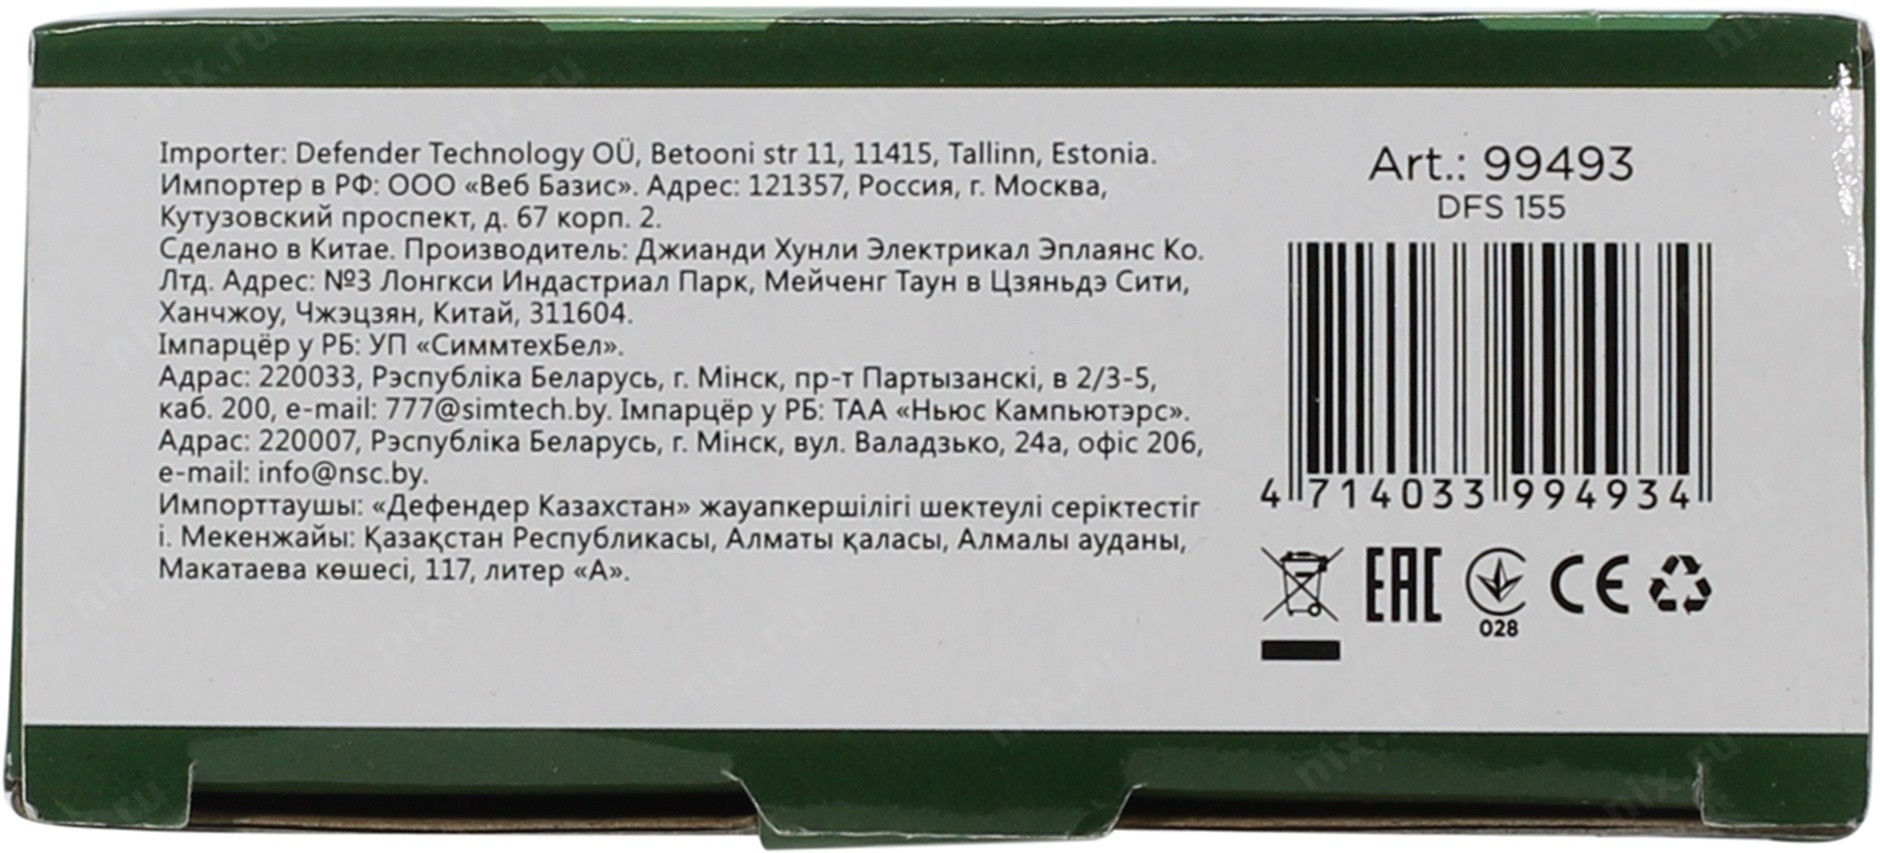 Importer: Defender Technology OÜ, Betooni str 11, 11415, Tallinn, Estonia.
Импортер в РФ: ООО «Веб Базис». Адрес: 121357, Россия, г. Москва,
Кутузовский проспект, д. 67 корп. 2.
Сделано в Китае. Производитель: Джианди Хунли Электрикал Эплаянс Ко.
Лтд. Адрес: №3 Лонгкси Индастриал Парк, Мейченг Таун в Цзяньдэ Сити,
Ханчжоу, Чжэцзян, Китай, 311604.
Імпарцёр у РБ: УП «СиммтехБел».
Адрас: 220033, Рэспубліка Беларусь, г. Мінск, пр-т Партызанскі, в 2/3-5,
каб. 200, e-mail: 777@simtech.by. Імпарцёр у РБ: ТАА «Ньюс Кампьютэрс».
Адрас: 220007, Рэспубліка Беларусь, г. Мінск, вул. Валадзько, 24а, офіс 206,
e-mail: info@nsc.by.
Импорттаушы: «Дефендер Казахстан» жауапкершілігі шектеулі серіктестіг
і. Мекенжайы: Қазақстан Республикасы, Алматы қаласы, Алмалы ауданы,
Макатаева көшесі, 117, литер «А».
Art.: 99493
DFS 155
4 714033 994934
EAC
028
CE
nix.ru